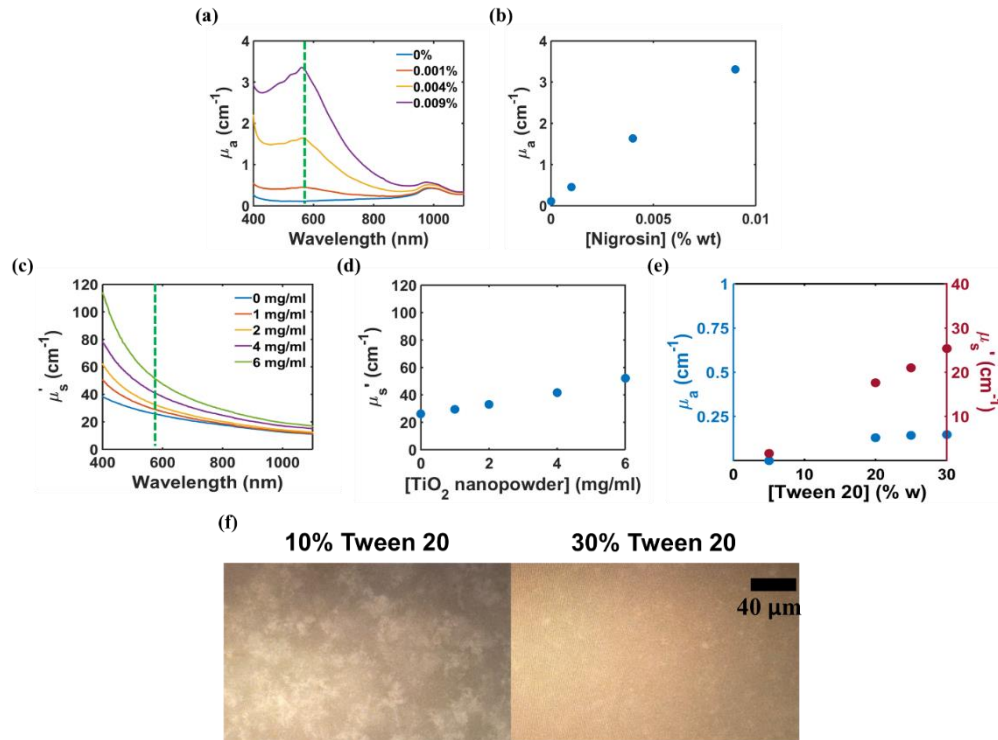 (a)
μa (cm-1)
4
3
2
1
0
400 600 800 1000
Wavelength (nm)
0%
0.001%
0.004%
0.009%
(b)
μa (cm-1)
4
3
2
1
0
0 0.005 0.01
[Nigrosin] (% wt)
(c)
μs' (cm-1)
120
100
80
60
40
20
0
400 600 800 1000
Wavelength (nm)
0 mg/ml
1 mg/ml
2 mg/ml
4 mg/ml
6 mg/ml
(d)
μs' (cm-1)
120
100
80
60
40
20
0
0 2 4 6
[TiO2 nanopowder] (mg/ml)
(e)
μa (cm-1)
1
0.75
0.5
0.25
0 10 20 30
[Tween 20] (% w)
40
30
20
10
μs' (cm-1)
(f)
10% Tween 20 30% Tween 20
40 μm